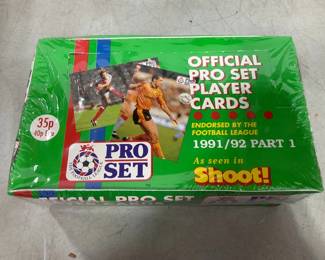 OFFICIAL
PRO SET
PLAYER
CARDS
ENDORSED BY THE
FOOTBALL LEAGUE
1991/92 PART 1
As seen in
Shoot!
35p
PRO
SET
OFFICIAL PRO SET